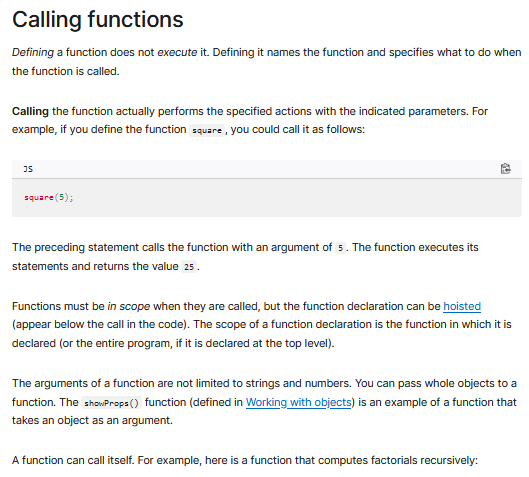 Calling functions
Defining a function does not execute it. Defining it names the function and specifies what to do when
the function is called.
Calling the function actually performs the specified actions with the indicated parameters. For
example, if you define the function square , you could call it as follows:
JS
square(5);
The preceding statement calls the function with an argument of 5 . The function executes its
statements and returns the value 25 .
Functions must be in scope when they are called, but the function declaration can be hoisted
(appear below the call in the code). The scope of a function declaration is the function in which it is
declared (or the entire program, if it is declared at the top level).
The arguments of a function are not limited to strings and numbers. You can pass whole objects to a
function. The showProps() function (defined in Working with objects) is an example of a function that
takes an object as an argument.
A function can call itself. For example, here is a function that computes factorials recursively: